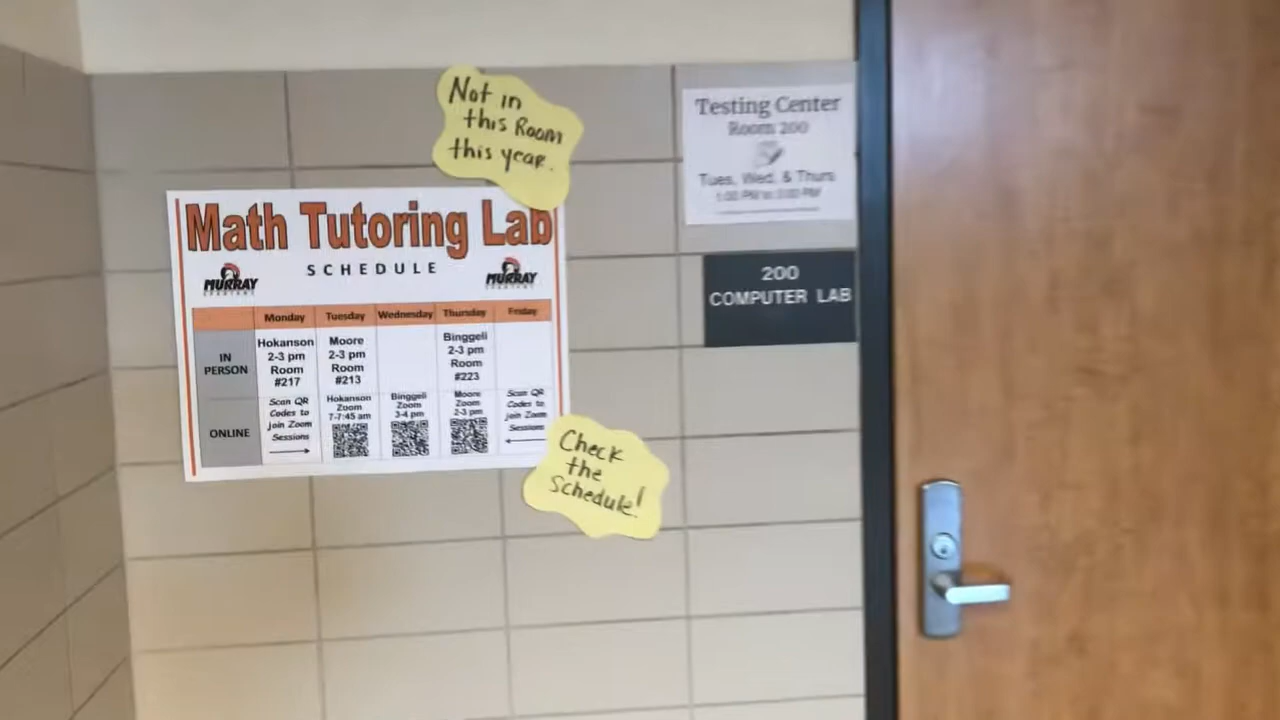 Not in
this Room
this year.
Math Tutoring Lab
SCHEDULE
MURRAY
MURRAY
Monday Tuesday Wednesday Thursday Friday
IN
PERSON
Hokanson
2-3 pm
Room
#217
Moore
2-3 pm
Room
#213
Binggeli
2-3 pm
Room
#223
ONLINE
Scan QR
Codes to
join Zoom
Sessions
Hokanson
Zoom
7-7:45 am
Binggeli
Zoom
3-4 pm
Moore
Zoom
2-3 pm
Scan QR
Codes to
join Zoom
Sessions
Check
the
Schedule!
Testing Center
Room 200
Tues, Wed, & Thurs
200
COMPUTER LAB